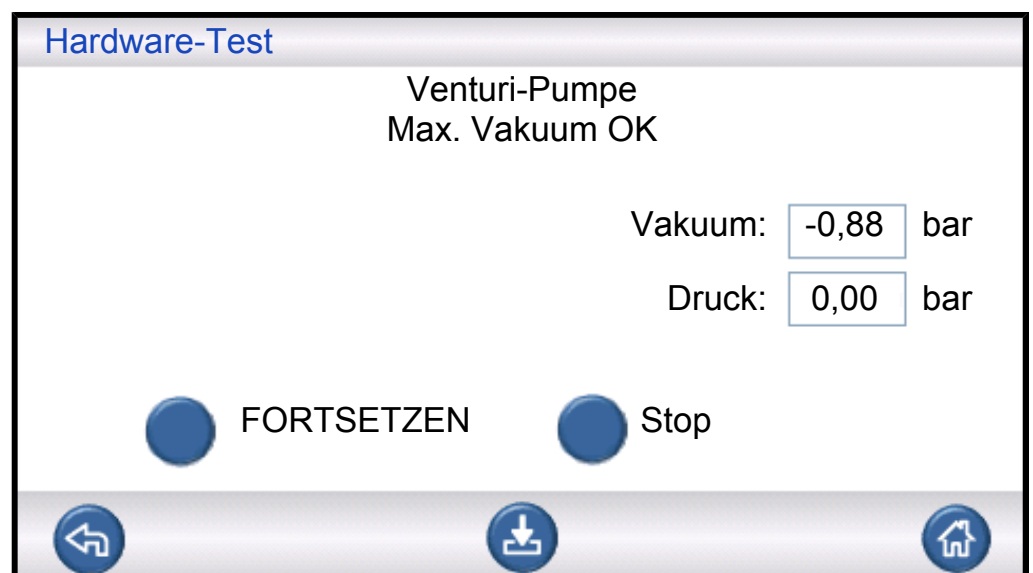 Hardware-Test
Venturi-Pumpe
Max. Vakuum OK
Vakuum: -0,88 bar
Druck: 0,00 bar
FORTSETZEN Stop